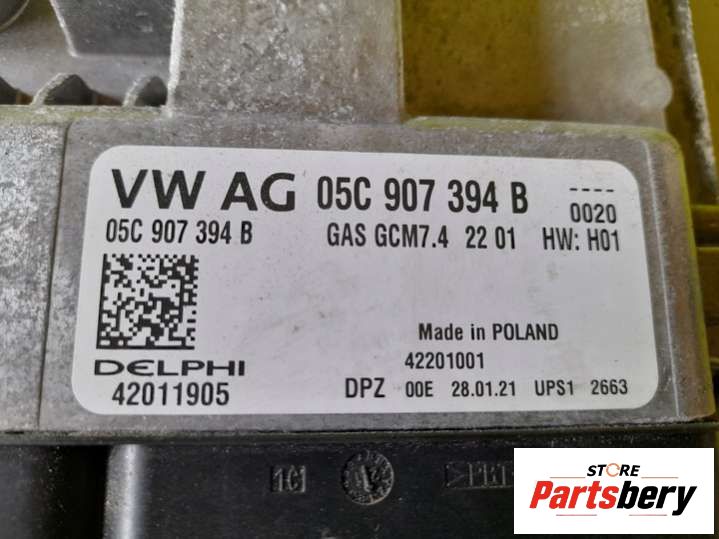 VW AG 05C 907 394 B ----
0020
05C 907 394 B GAS GCM7.4 22 01 HW: H01
Made in POLAND
DELPHI 42201001
42011905 DPZ 00E 28.01.21 UPS1 2663
1C1
STORE
Partsbery